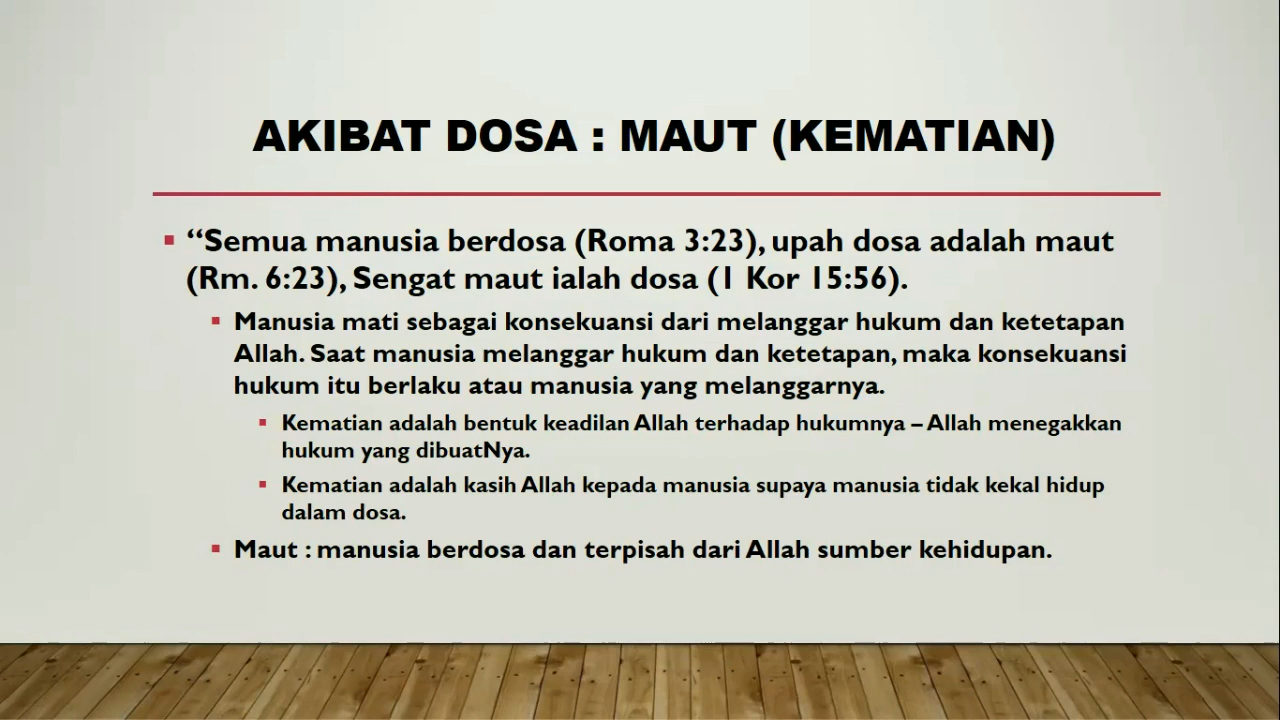 AKIBAT DOSA : MAUT (KEMATIAN)
“Semua manusia berdosa (Roma 3:23), upah dosa adalah maut
(Rm. 6:23), Sengat maut ialah dosa (1 Kor 15:56).
Manusia mati sebagai konsekuansi dari melanggar hukum dan ketetapan
Allah. Saat manusia melanggar hukum dan ketetapan, maka konsekuansi
hukum itu berlaku atau manusia yang melanggarnya.
Kematian adalah bentuk keadilan Allah terhadap hukumnya – Allah menegakkan
hukum yang dibuatNya.
Kematian adalah kasih Allah kepada manusia supaya manusia tidak kekal hidup
dalam dosa.
Maut : manusia berdosa dan terpisah dari Allah sumber kehidupan.